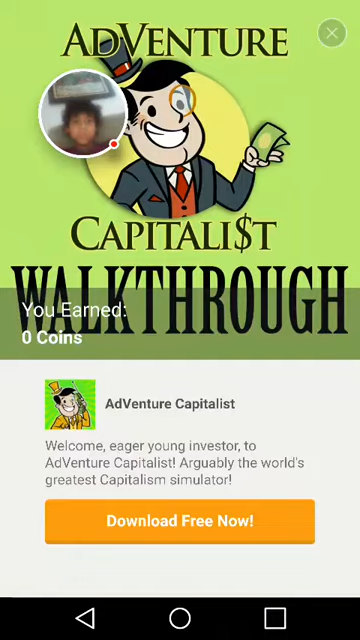 ADVENTURE
CAPITALI$T
WALKTHROUGH
You Earned:
0 Coins
AdVenture Capitalist
Welcome, eager young investor, to
AdVenture Capitalist! Arguably the world's
greatest Capitalism simulator!
Download Free Now!